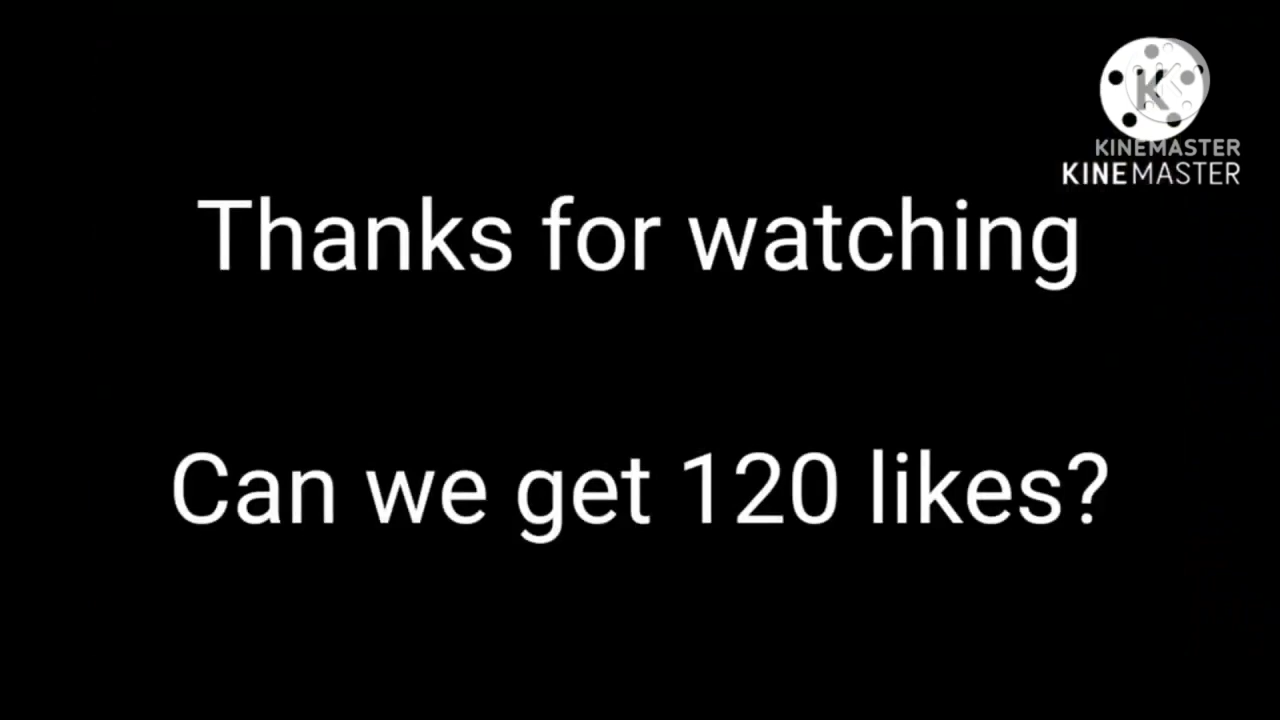 K
KINEMASTER
KINEMASTER
Thanks for watching
Can we get 120 likes?